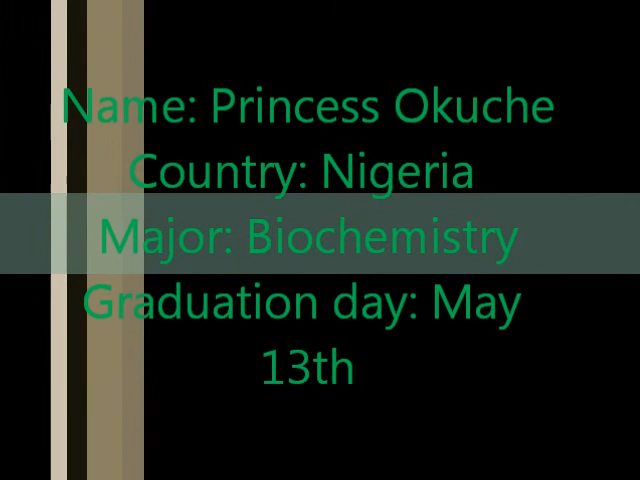 Name: Princess Okuche
Country: Nigeria
Major: Biochemistry
Graduation day: May
13th